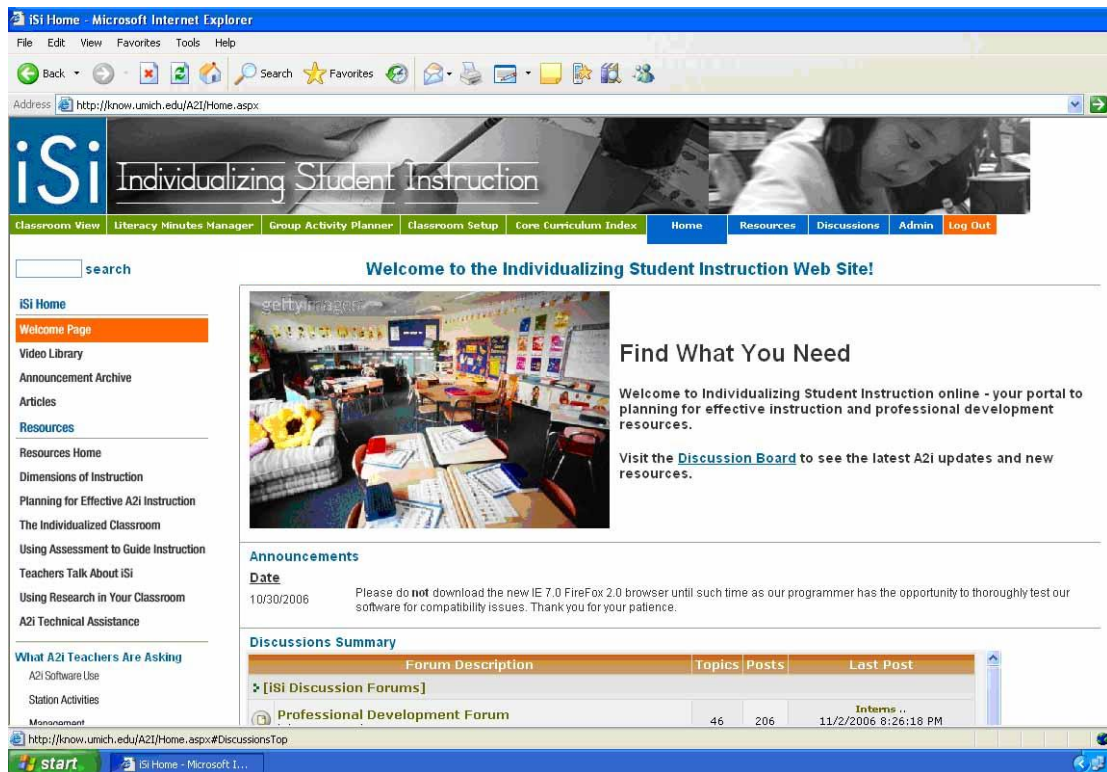 iSi Home - Microsoft Internet Explorer
File Edit View Favorites Tools Help
Back Search Favorites
Address http://know.umich.edu/A2I/Home.aspx
iSi Individualizing Student Instruction
Classroom View Literacy Minutes Manager Group Activity Planner Classroom Setup Core Curriculum Index Home Resources Discussions Admin Log Out
search
Welcome to the Individualizing Student Instruction Web Site!
iSi Home
Welcome Page
Video Library
Announcement Archive
Articles
Resources
Resources Home
Dimensions of Instruction
Planning for Effective A2i Instruction
The Individualized Classroom
Using Assessment to Guide Instruction
Teachers Talk About iSi
Using Research in Your Classroom
A2i Technical Assistance
What A2i Teachers Are Asking
A2i Software Use
Station Activities
Management
gettyimages
Find What You Need
Welcome to Individualizing Student Instruction online - your portal to
planning for effective instruction and professional development
resources.
Visit the Discussion Board to see the latest A2i updates and new
resources.
Announcements
Date
10/30/2006
Please do not download the new IE 7.0 FireFox 2.0 browser until such time as our programmer has the opportunity to thoroughly test our
software for compatibility issues. Thank you for your patience.
Discussions Summary
Forum Description Topics Posts Last Post
[iSi Discussion Forums]
Professional Development Forum 46 206 Interns ..
11/2/2006 8:26:18 PM
http://know.umich.edu/A2I/Home.aspx#DiscussionsTop
start iSi Home - Microsoft I...